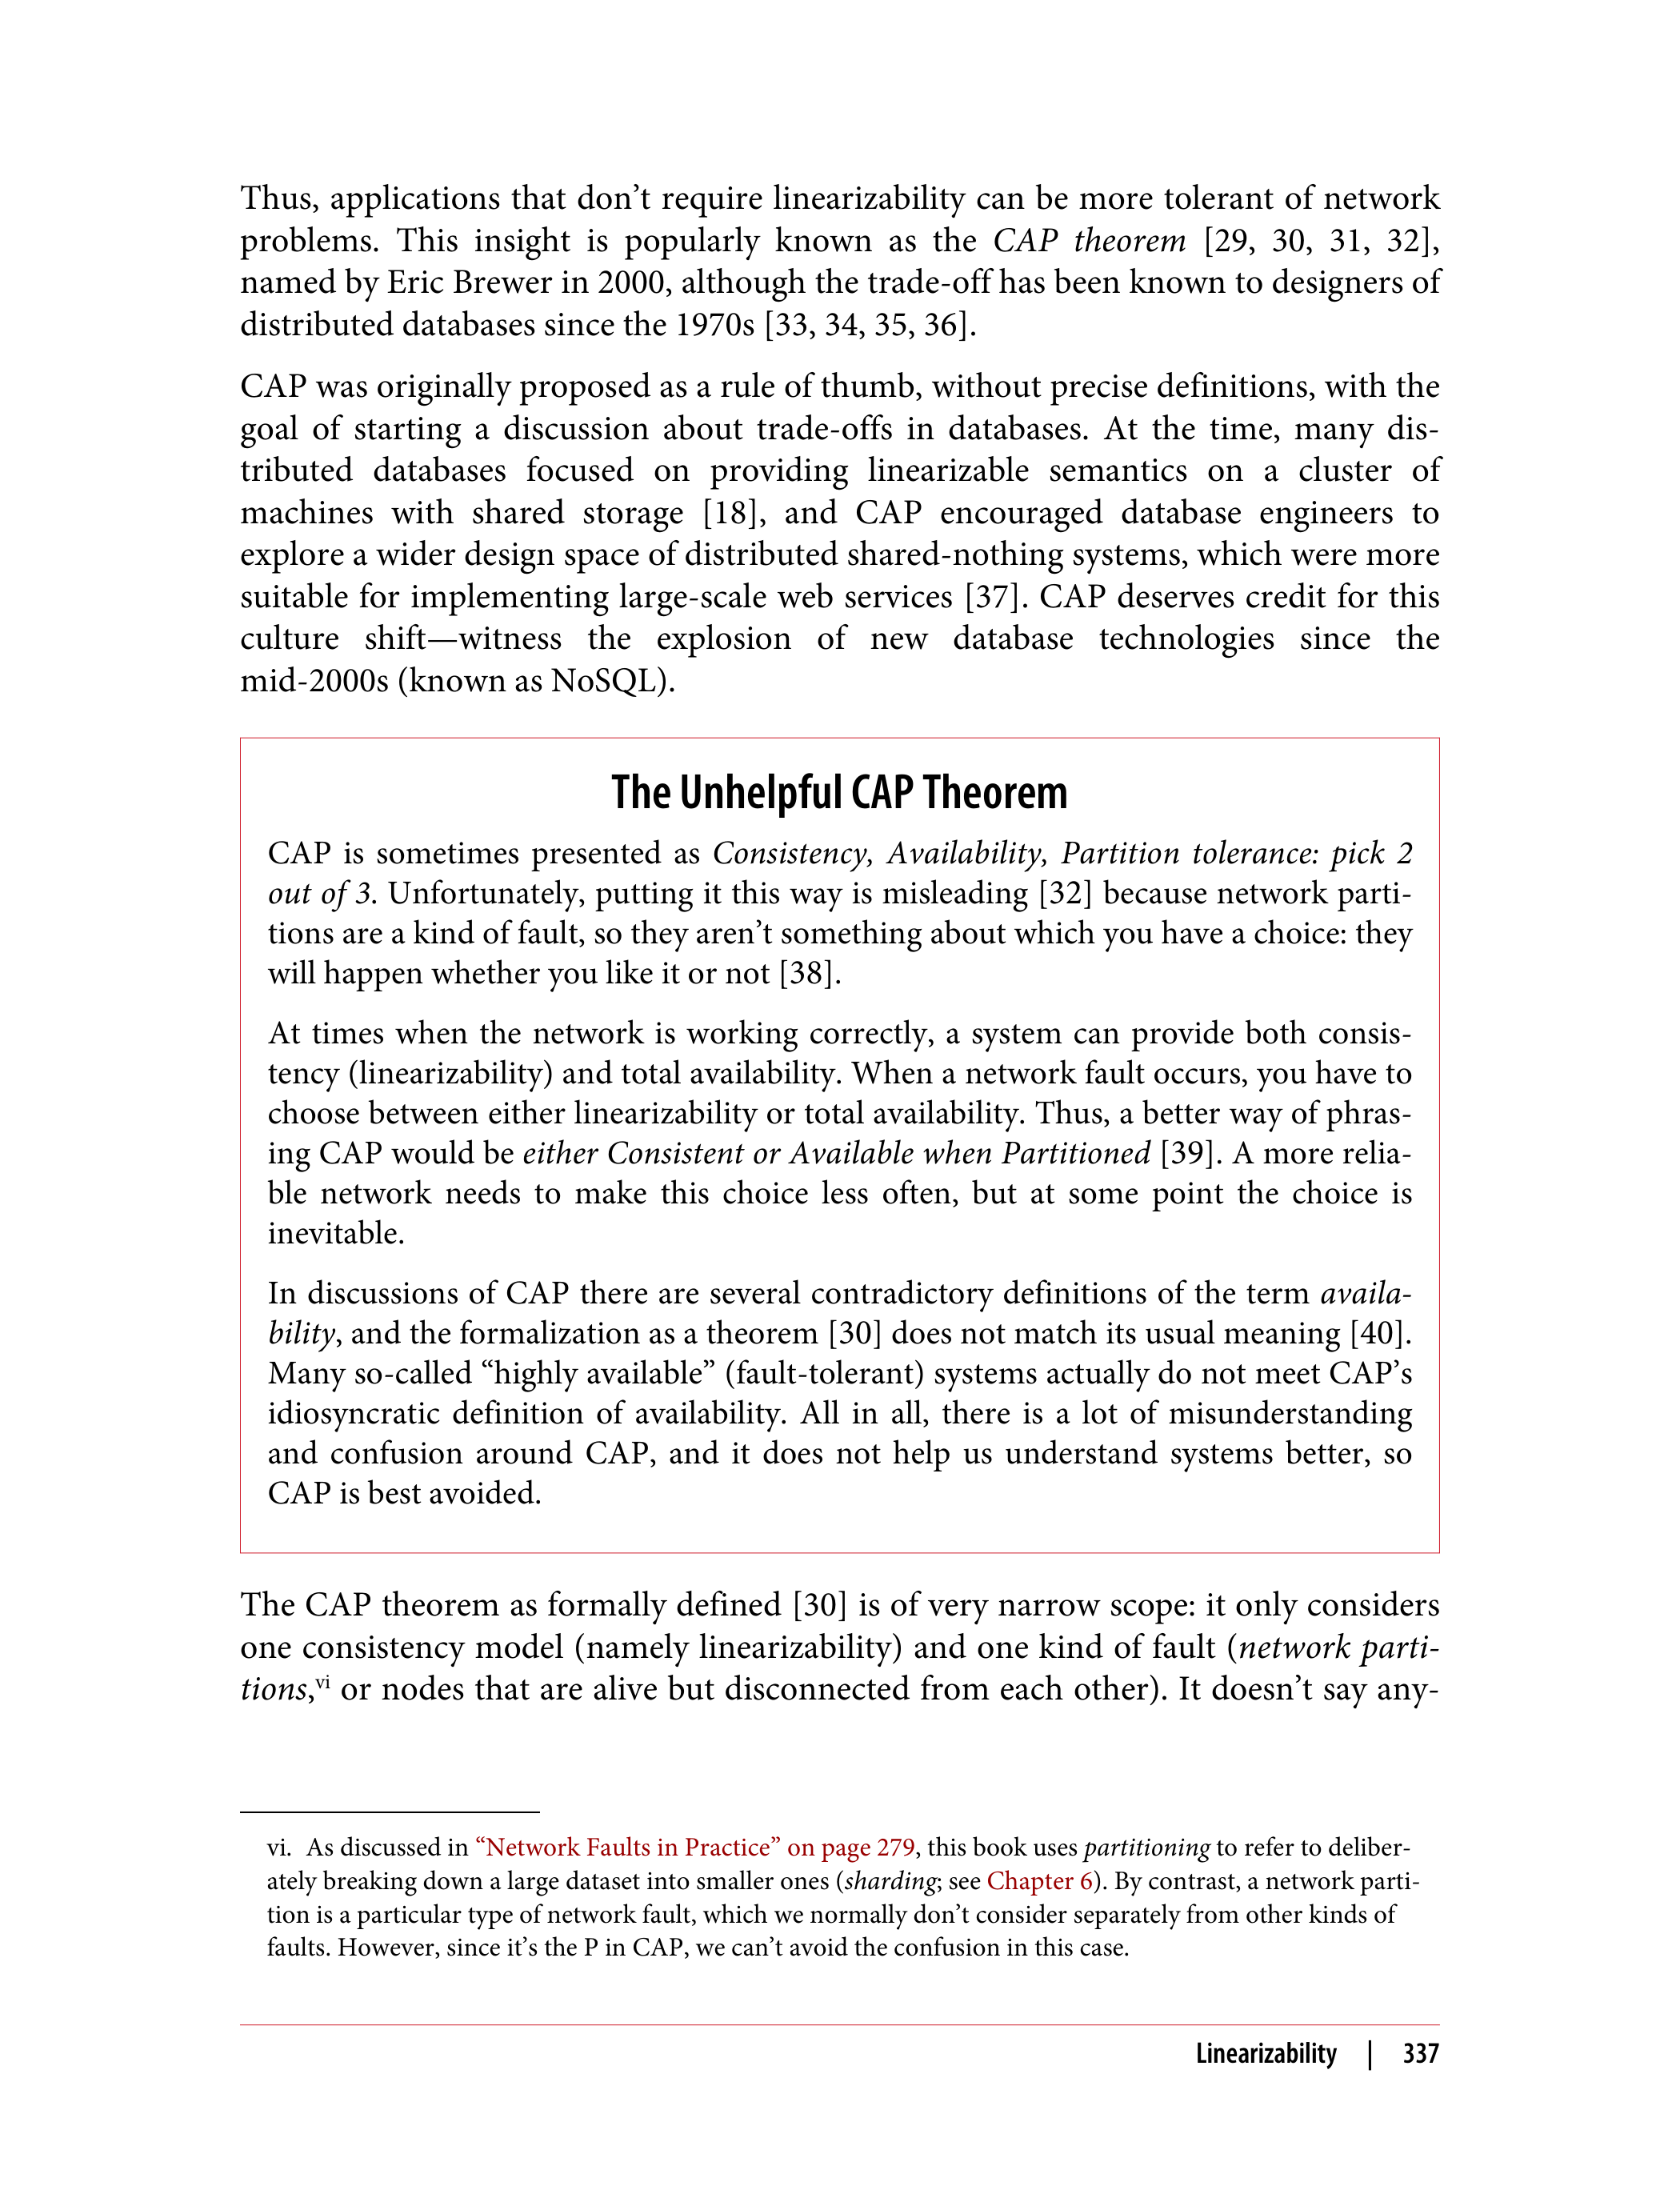 Thus, applications that don’t require linearizability can be more tolerant of network
problems. This insight is popularly known as the CAP theorem [29, 30, 31, 32],
named by Eric Brewer in 2000, although the trade-off has been known to designers of
distributed databases since the 1970s [33, 34, 35, 36].
CAP was originally proposed as a rule of thumb, without precise definitions, with the
goal of starting a discussion about trade-offs in databases. At the time, many dis-
tributed databases focused on providing linearizable semantics on a cluster of
machines with shared storage [18], and CAP encouraged database engineers to
explore a wider design space of distributed shared-nothing systems, which were more
suitable for implementing large-scale web services [37]. CAP deserves credit for this
culture shift—witness the explosion of new database technologies since the
mid-2000s (known as NoSQL).
The Unhelpful CAP Theorem
CAP is sometimes presented as Consistency, Availability, Partition tolerance: pick 2
out of 3. Unfortunately, putting it this way is misleading [32] because network parti-
tions are a kind of fault, so they aren’t something about which you have a choice: they
will happen whether you like it or not [38].
At times when the network is working correctly, a system can provide both consis-
tency (linearizability) and total availability. When a network fault occurs, you have to
choose between either linearizability or total availability. Thus, a better way of phras-
ing CAP would be either Consistent or Available when Partitioned [39]. A more relia-
ble network needs to make this choice less often, but at some point the choice is
inevitable.
In discussions of CAP there are several contradictory definitions of the term availa-
bility, and the formalization as a theorem [30] does not match its usual meaning [40].
Many so-called “highly available” (fault-tolerant) systems actually do not meet CAP’s
idiosyncratic definition of availability. All in all, there is a lot of misunderstanding
and confusion around CAP, and it does not help us understand systems better, so
CAP is best avoided.
The CAP theorem as formally defined [30] is of very narrow scope: it only considers
one consistency model (namely linearizability) and one kind of fault (network parti-
tions,vi or nodes that are alive but disconnected from each other). It doesn’t say any-
vi. As discussed in “Network Faults in Practice” on page 279, this book uses partitioning to refer to deliber-
ately breaking down a large dataset into smaller ones (sharding; see Chapter 6). By contrast, a network parti-
tion is a particular type of network fault, which we normally don’t consider separately from other kinds of
faults. However, since it’s the P in CAP, we can’t avoid the confusion in this case.
Linearizability | 337